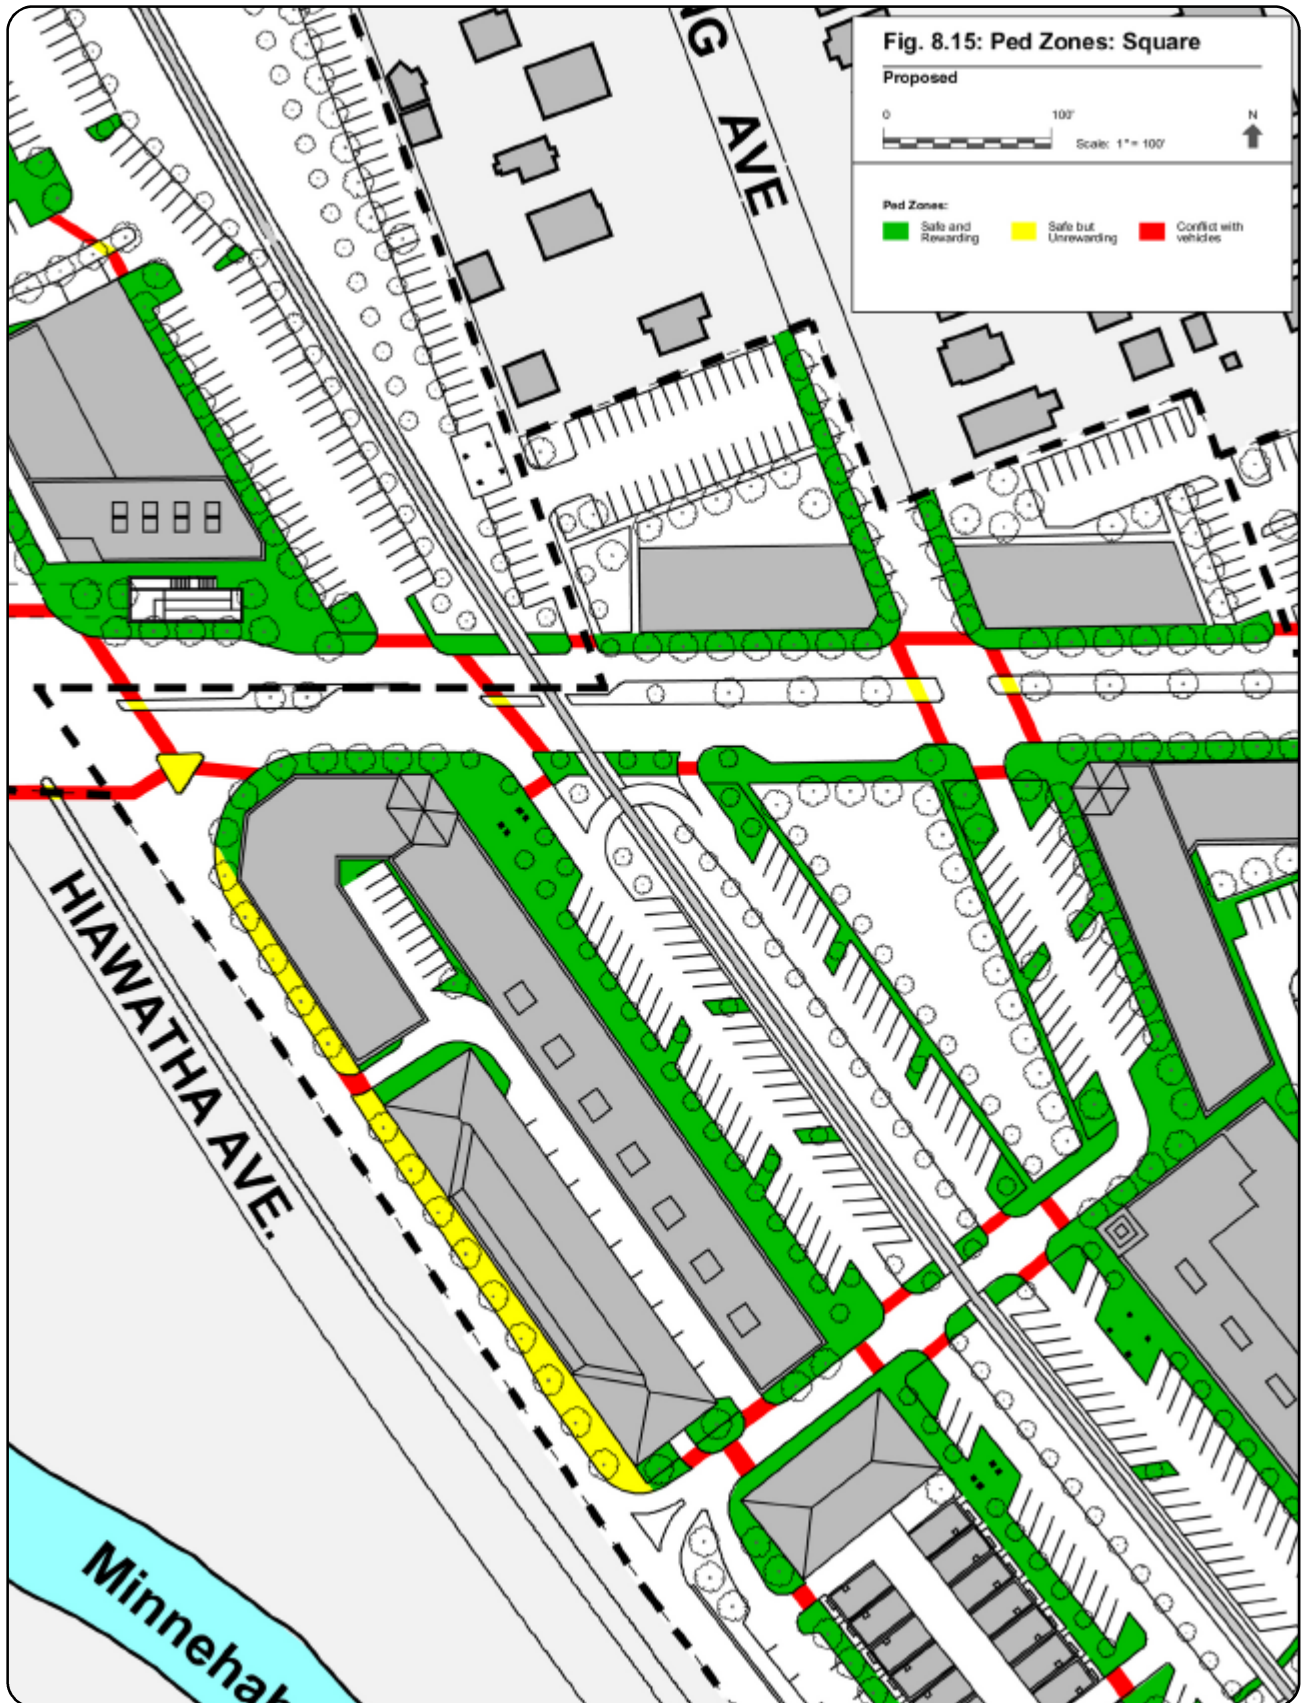 Fig. 8.15: Ped Zones: Square
Proposed
0 100'
N
Scale: 1" = 100'
Ped Zones:
Safe and
Rewarding
Safe but
Unrewarding
Conflict with
vehicles
NG AVE
HIAWATHA AVE.
Minnehah